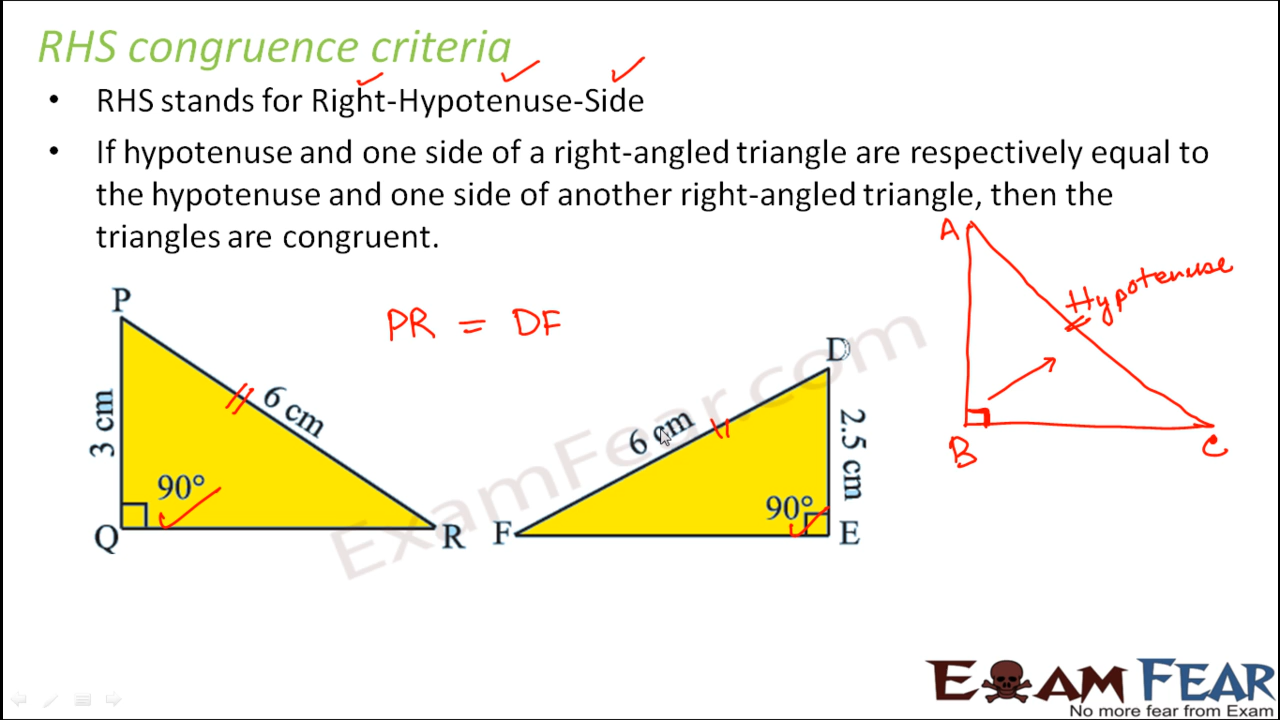 RHS congruence criteria
• RHS stands for Right-Hypotenuse-Side
• If hypotenuse and one side of a right-angled triangle are respectively equal to
the hypotenuse and one side of another right-angled triangle, then the
triangles are congruent.
A
Hypotenuse
B
C
P
PR = DF
3 cm
6 cm
90°
Q
R
D
6 cm
2.5 cm
90°
F
E
ExamFear.com
EXAM FEAR
No more fear from Exam